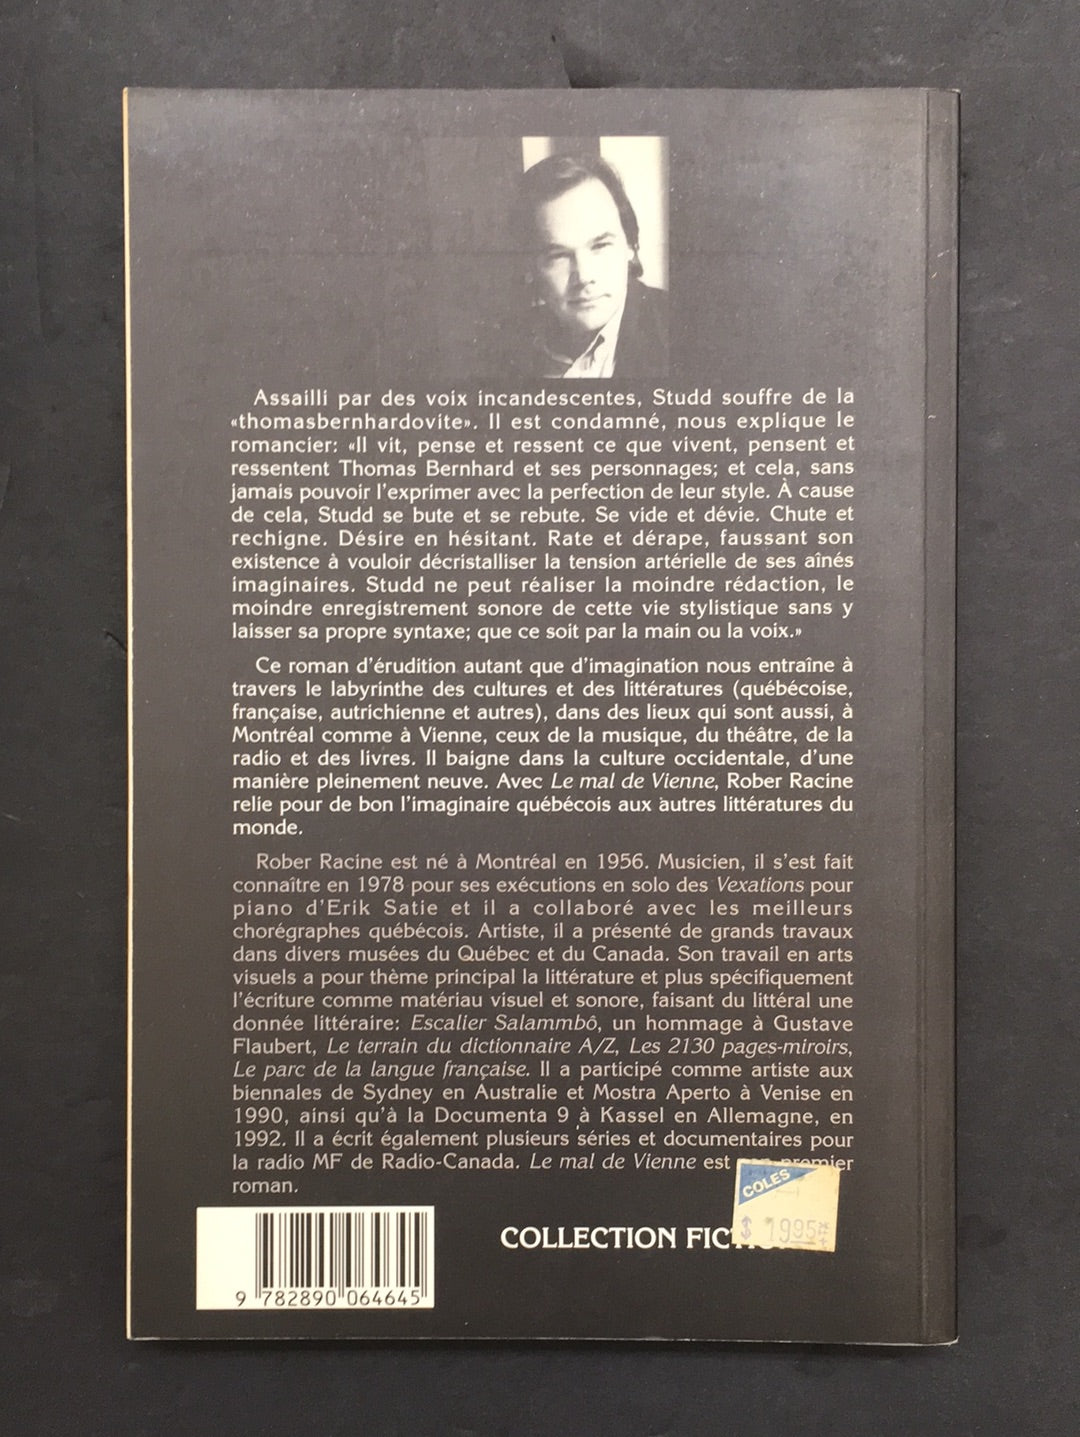 Assailli par des voix incandescentes, Studd souffre de la
«thomasbernhardovite». Il est condamné, nous explique le
romancier: «Il vit, pense et ressent ce que vivent, pensent et
ressentent Thomas Bernhard et ses personnages; et cela, sans
jamais pouvoir l'exprimer avec la perfection de leur style. À cause
de cela, Studd se bute et se rebute. Se vide et dévie. Chute et
rechigne. Désire en hésitant. Rate et dérape, faussant son
existence à vouloir décristalliser la tension artérielle de ses aînés
imaginaires. Studd ne peut réaliser la moindre rédaction, le
moindre enregistrement sonore de cette vie stylistique sans y
laisser sa propre syntaxe; que ce soit par la main ou la voix.»
Ce roman d'érudition autant que d'imagination nous entraîne à
travers le labyrinthe des cultures et des littératures (québécoise,
française, autrichienne et autres), dans des lieux qui sont aussi, à
Montréal comme à Vienne, ceux de la musique, du théâtre, de la
radio et des livres. Il baigne dans la culture occidentale, d'une
manière pleinement neuve. Avec Le mal de Vienne, Rober Racine
relie pour de bon l'imaginaire québécois aux autres littératures du
monde.
Rober Racine est né à Montréal en 1956. Musicien, il s'est fait
connaître en 1978 pour ses exécutions en solo des Vexations pour
piano d'Erik Satie et il a collaboré avec les meilleurs
chorégraphes québécois. Artiste, il a présenté de grands travaux
dans divers musées du Québec et du Canada. Son travail en arts
visuels a pour thème principal la littérature et plus spécifiquement
l'écriture comme matériau visuel et sonore, faisant du littéral une
donnée littéraire: Escalier Salammbô, un hommage à Gustave
Flaubert, Le terrain du dictionnaire A/Z, Les 2130 pages-miroirs,
Le parc de la langue française. Il a participé comme artiste aux
biennales de Sydney en Australie et Mostra Aperto à Venise en
1990, ainsi qu'à la Documenta 9 à Kassel en Allemagne, en
1992. Il a écrit également plusieurs séries et documentaires pour
la radio MF de Radio-Canada. Le mal de Vienne est son premier
roman.
COLES
$ 1995
COLLECTION FICTIONS
9 782890 064645